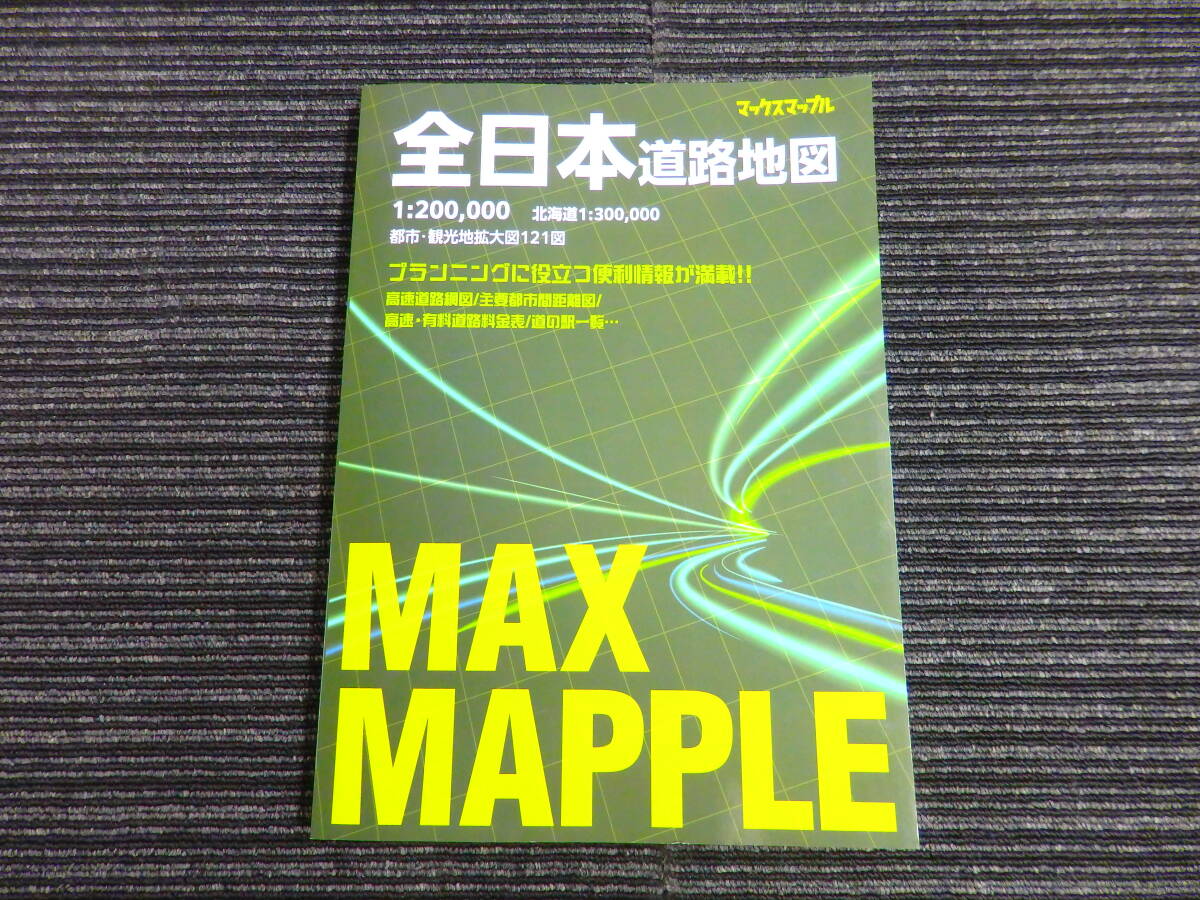 マックスマップル
全日本道路地図
1:200,000 北海道1:300,000
都市・観光地拡大図121図
プランニングに役立つ便利情報が満載!!
高速道路網図/主要都市間距離図/
高速・有料道路料金表/道の駅一覧…
MAX
MAPPLE